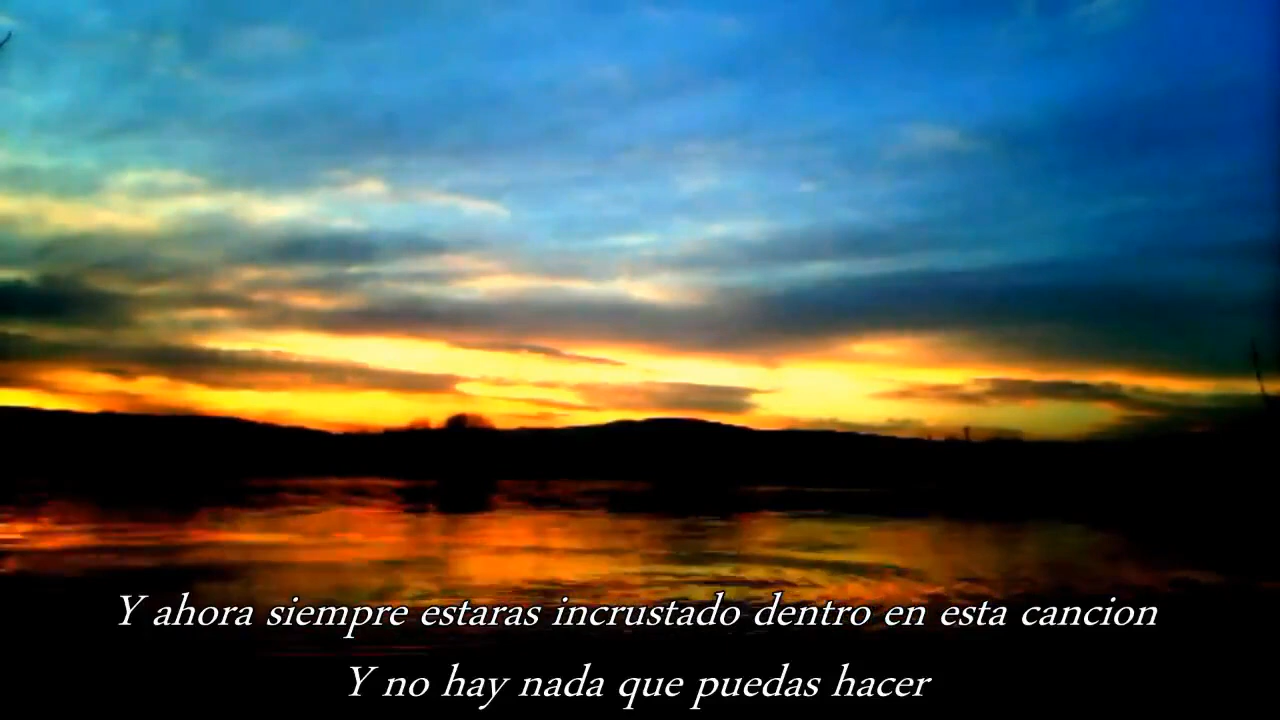 Y ahora siempre estaras incrustado dentro en esta cancion
Y no hay nada que puedas hacer